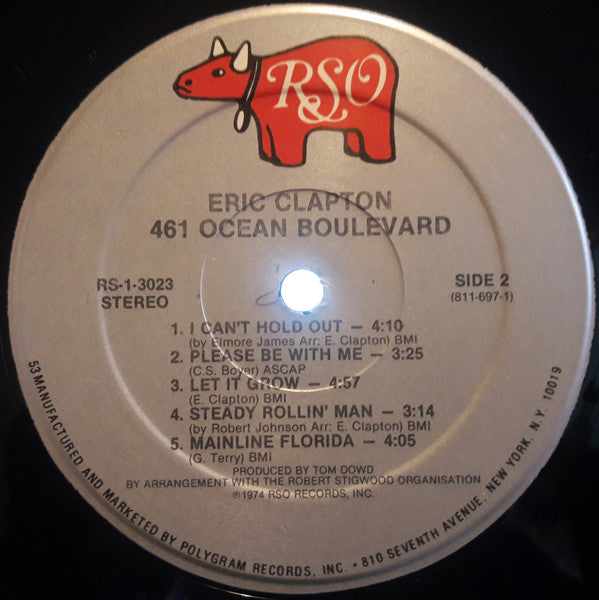 RSO
ERIC CLAPTON
461 OCEAN BOULEVARD
RS-1-3023
STEREO
SIDE 2
(811-697-1)
1. I CAN'T HOLD OUT — 4:10
(by Elmore James Arr: E. Clapton) BMI
2. PLEASE BE WITH ME — 3:25
(C.S. Boyer) ASCAP
3. LET IT GROW — 4:57
(E. Clapton) BMI
4. STEADY ROLLIN' MAN — 3:14
(by Robert Johnson Arr: E. Clapton) BMI
5. MAINLINE FLORIDA — 4:05
(G. Terry) BMI
PRODUCED BY TOM DOWD
BY ARRANGEMENT WITH THE ROBERT STIGWOOD ORGANISATION
℗1974 RSO RECORDS, INC.
53 MANUFACTURED AND MARKETED BY POLYGRAM RECORDS, INC. • 810 SEVENTH AVENUE, NEW YORK, N.Y. 10019